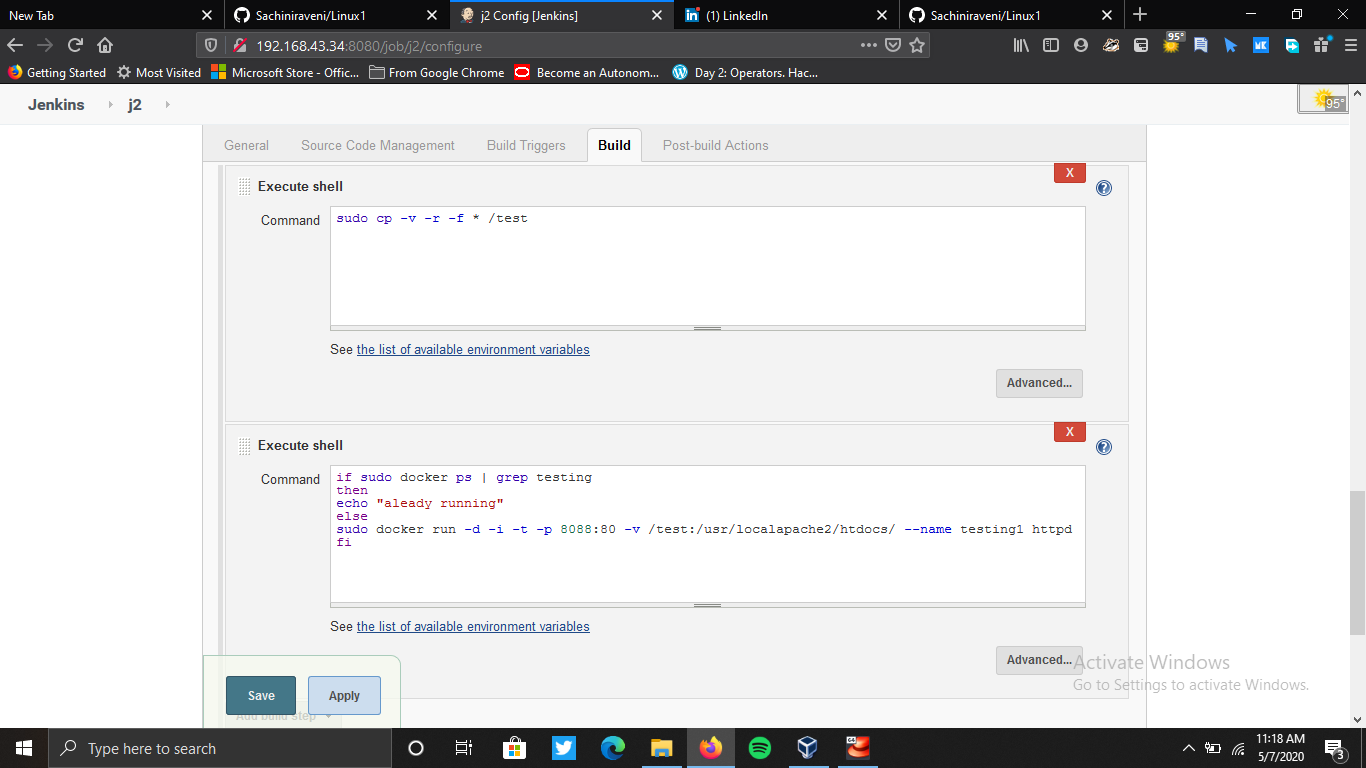 New Tab
Sachiniraveni/Linux1
j2 Config [Jenkins]
(1) LinkedIn
Sachiniraveni/Linux1
192.168.43.34:8080/job/j2/configure
95°
Getting Started
Most Visited
Microsoft Store - Offic...
From Google Chrome
Become an Autonom...
Day 2: Operators. Hac...
Jenkins
j2
95°
General
Source Code Management
Build Triggers
Build
Post-build Actions
Execute shell
X
Command
sudo cp -v -r -f * /test
See the list of available environment variables
Advanced...
Execute shell
X
Command
if sudo docker ps | grep testing
then
echo "aleady running"
else
sudo docker run -d -i -t -p 8088:80 -v /test:/usr/localapache2/htdocs/ --name testing1 httpd
fi
See the list of available environment variables
Advanced...
Activate Windows
Go to Settings to activate Windows.
Save
Apply
Add build step
Type here to search
11:18 AM
5/7/2020
3